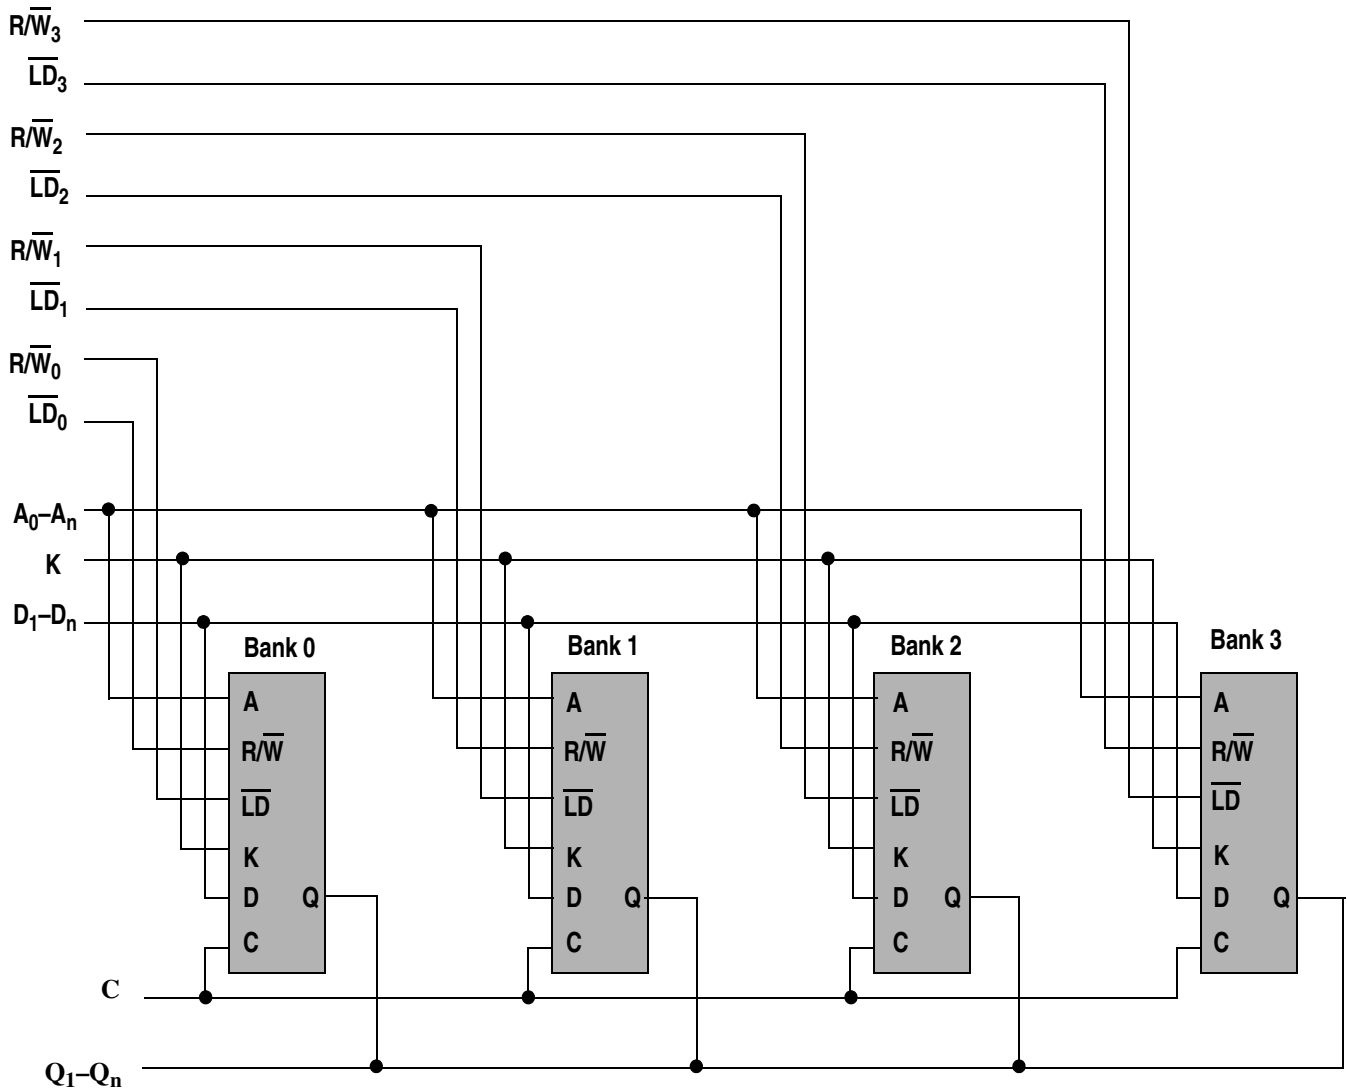 R/W̅₃
L̅D̅₃
R/W̅₂
L̅D̅₂
R/W̅₁
L̅D̅₁
R/W̅₀
L̅D̅₀
A₀–Aₙ
K
D₁–Dₙ
Bank 0
Bank 1
Bank 2
Bank 3
A
R/W̅
L̅D̅
K
D
Q
C
A
R/W̅
L̅D̅
K
D
Q
C
A
R/W̅
L̅D̅
K
D
Q
C
A
R/W̅
L̅D̅
K
D
Q
C
C
Q₁–Qₙ